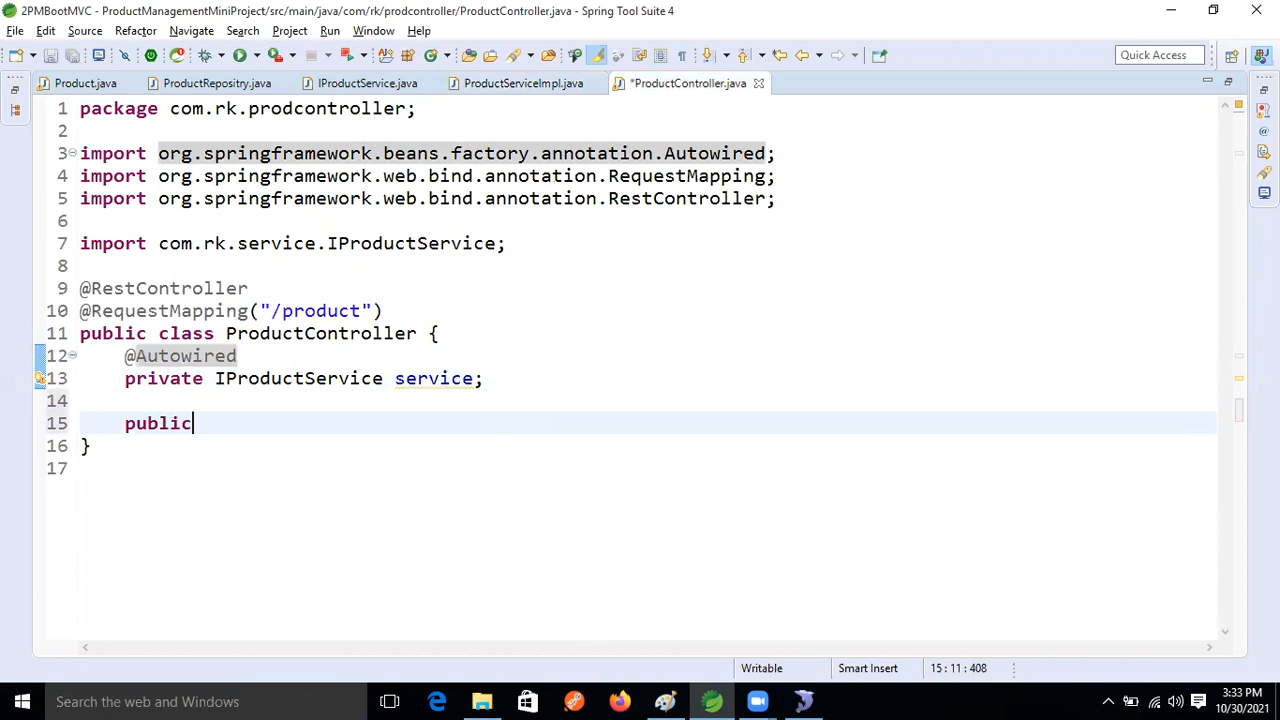 2PMBootMVC - ProductManagementMiniProject/src/main/java/com/rk/prodcontroller/ProductController.java - Spring Tool Suite 4
File Edit Source Refactor Navigate Search Project Run Window Help
Quick Access
Product.java ProductRepositry.java IProductService.java ProductServiceImpl.java *ProductController.java
1 package com.rk.prodcontroller;
2
3 import org.springframework.beans.factory.annotation.Autowired;
4 import org.springframework.web.bind.annotation.RequestMapping;
5 import org.springframework.web.bind.annotation.RestController;
6
7 import com.rk.service.IProductService;
8
9 @RestController
10 @RequestMapping("/product")
11 public class ProductController {
12 @Autowired
13 private IProductService service;
14
15 public
16 }
17
Writable Smart Insert 15 : 11 : 408
Search the web and Windows
3:33 PM
10/30/2021